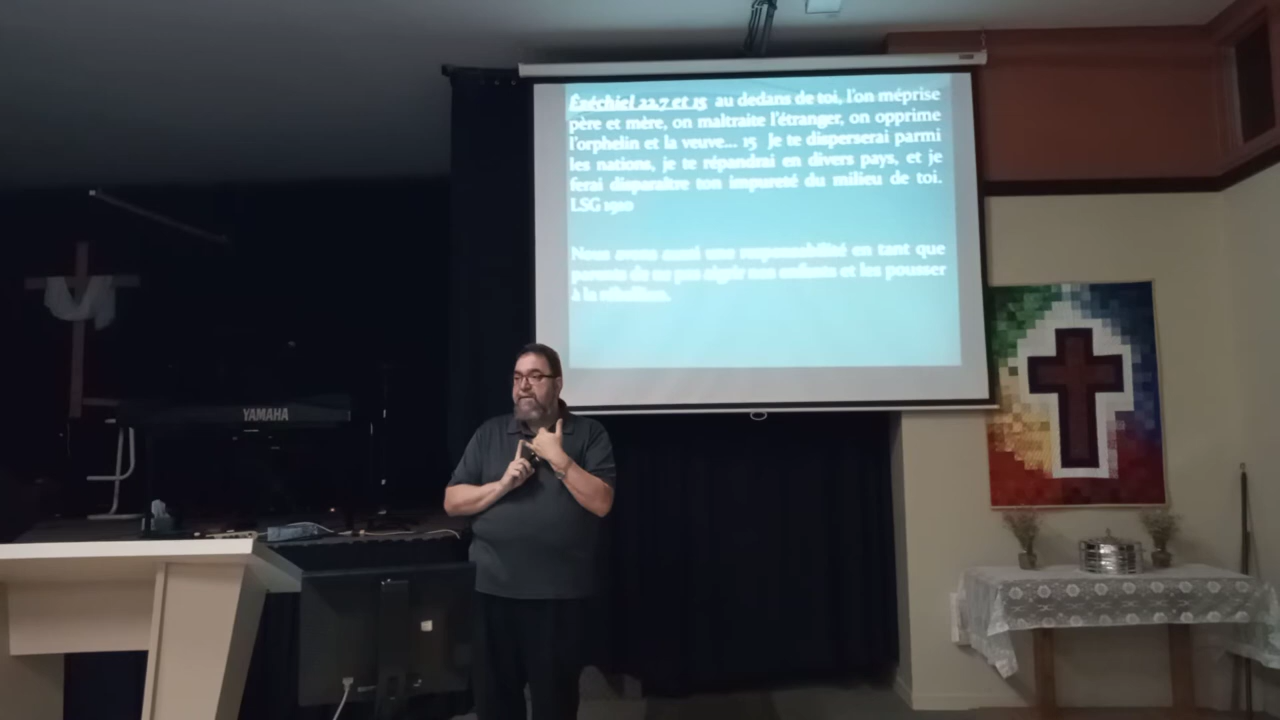 Ézéchiel 22.7 et 15 au dedans de toi, l'on méprise
père et mère, on maltraite l'étranger, on opprime
l'orphelin et la veuve... 15 Je te disperserai parmi
les nations, je te répandrai en divers pays, et je
ferai disparaître ton impureté du milieu de toi.
LSG 1910
Nous avons aussi une responsabilité en tant que
parents de ne pas aigrir nos enfants et les pousser
à la rébellion.
YAMAHA